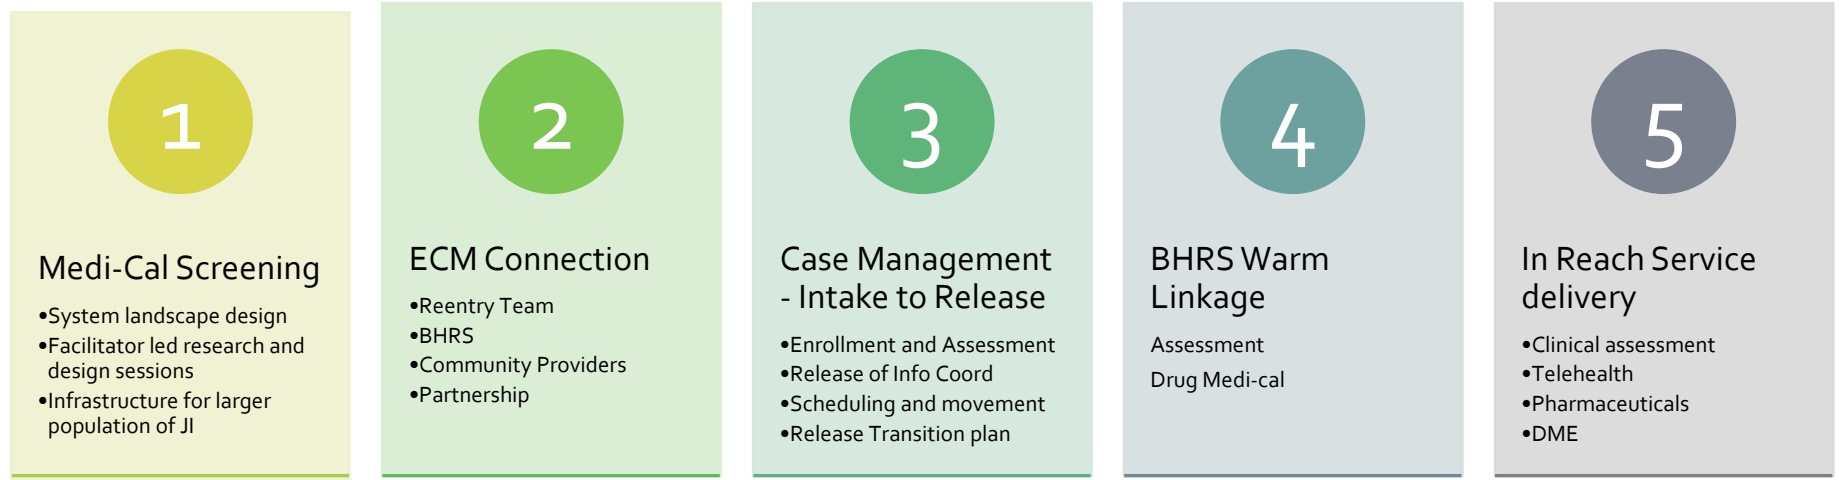 1
Medi-Cal Screening
•System landscape design
•Facilitator led research and
design sessions
•Infrastructure for larger
population of JI
2
ECM Connection
•Reentry Team
•BHRS
•Community Providers
•Partnership
3
Case Management
- Intake to Release
•Enrollment and Assessment
•Release of Info Coord
•Scheduling and movement
•Release Transition plan
4
BHRS Warm
Linkage
Assessment
Drug Medi-cal
5
In Reach Service
delivery
•Clinical assessment
•Telehealth
•Pharmaceuticals
•DME